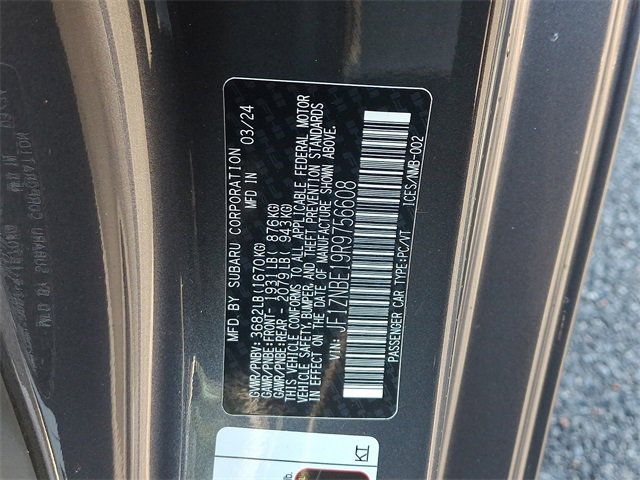 MFD BY SUBARU CORPORATION 03/24
MFD IN
GVWR/PNBV: 3682LB(1670KG)
GAWR/PNBE:FRONT- 1931LB( 876KG)
GAWR/PNBE:REAR - 2079LB( 943KG)
THIS VEHICLE CONFORMS TO ALL APPLICABLE FEDERAL MOTOR
VEHICLE SAFETY, BUMPER, AND THEFT PREVENTION STANDARDS
IN EFFECT ON THE DATE OF MANUFACTURE SHOWN ABOVE.
VIN: JF1ZNBE19R9756608
PASSENGER CAR TYPE:PC/VT ICES/NMB-002
lb.
KI